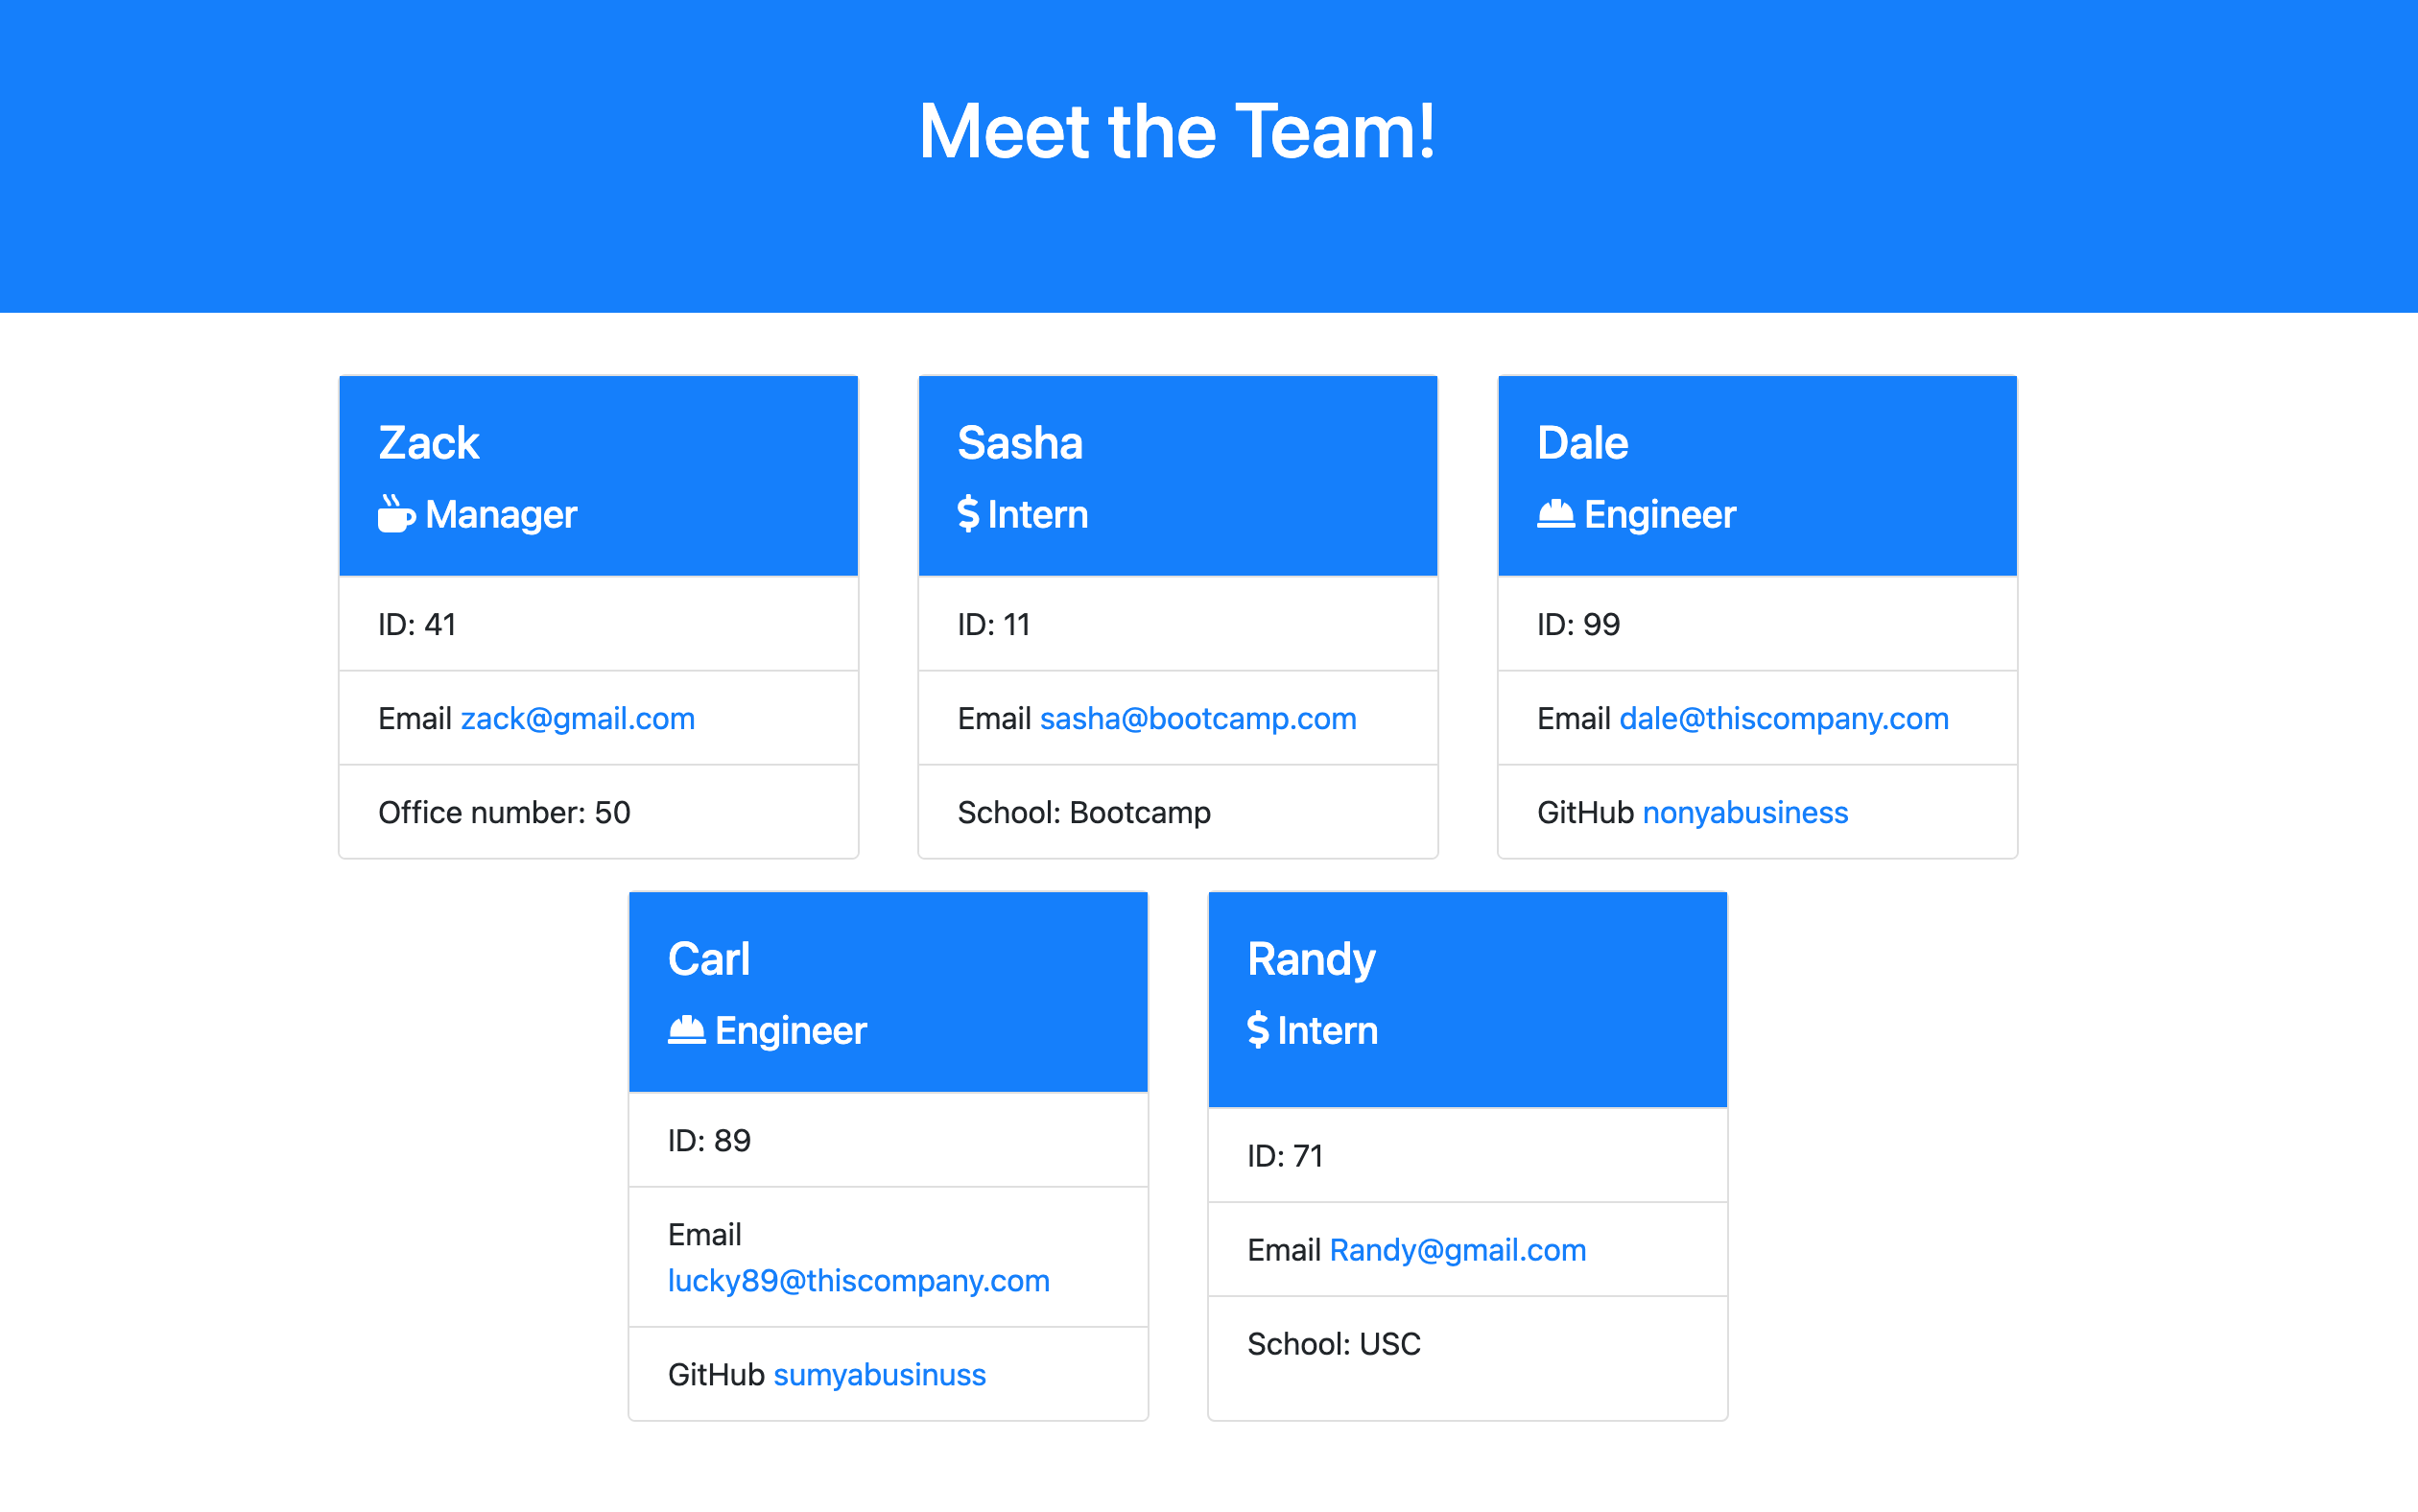 Meet the Team!
Zack
Manager
ID: 41
Email zack@gmail.com
Office number: 50
Sasha
Intern
ID: 11
Email sasha@bootcamp.com
School: Bootcamp
Dale
Engineer
ID: 99
Email dale@thiscompany.com
GitHub nonyabusiness
Carl
Engineer
ID: 89
Email
lucky89@thiscompany.com
GitHub sumyabusinuss
Randy
Intern
ID: 71
Email Randy@gmail.com
School: USC